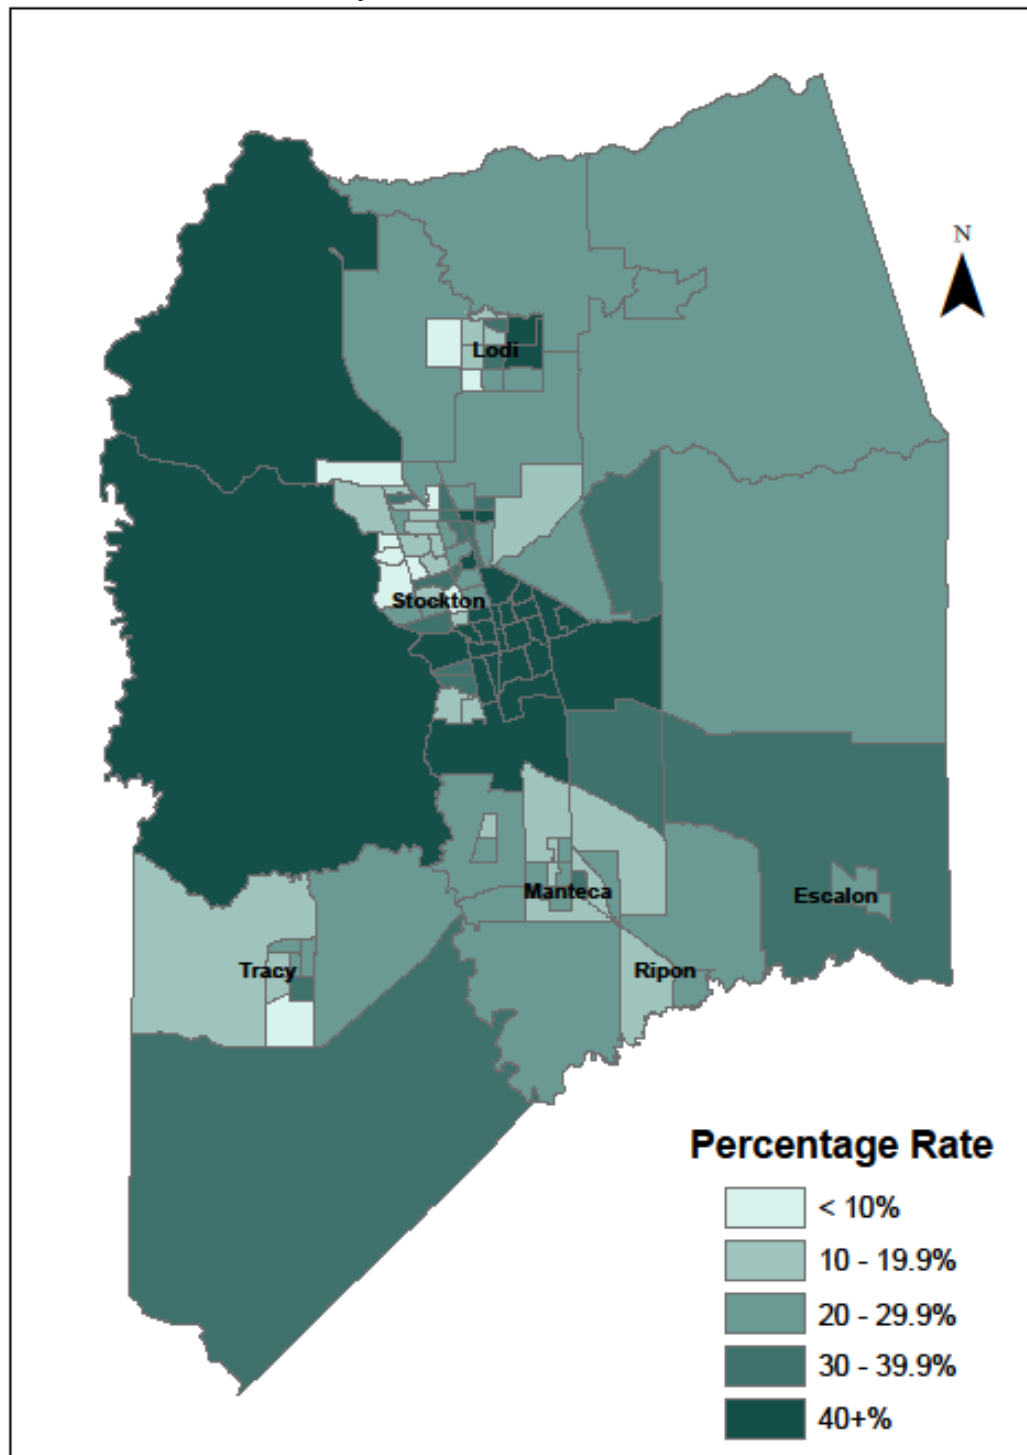 N
Lodi
Stockton
Manteca
Escalon
Tracy
Ripon
Percentage Rate
< 10%
10 - 19.9%
20 - 29.9%
30 - 39.9%
40+%